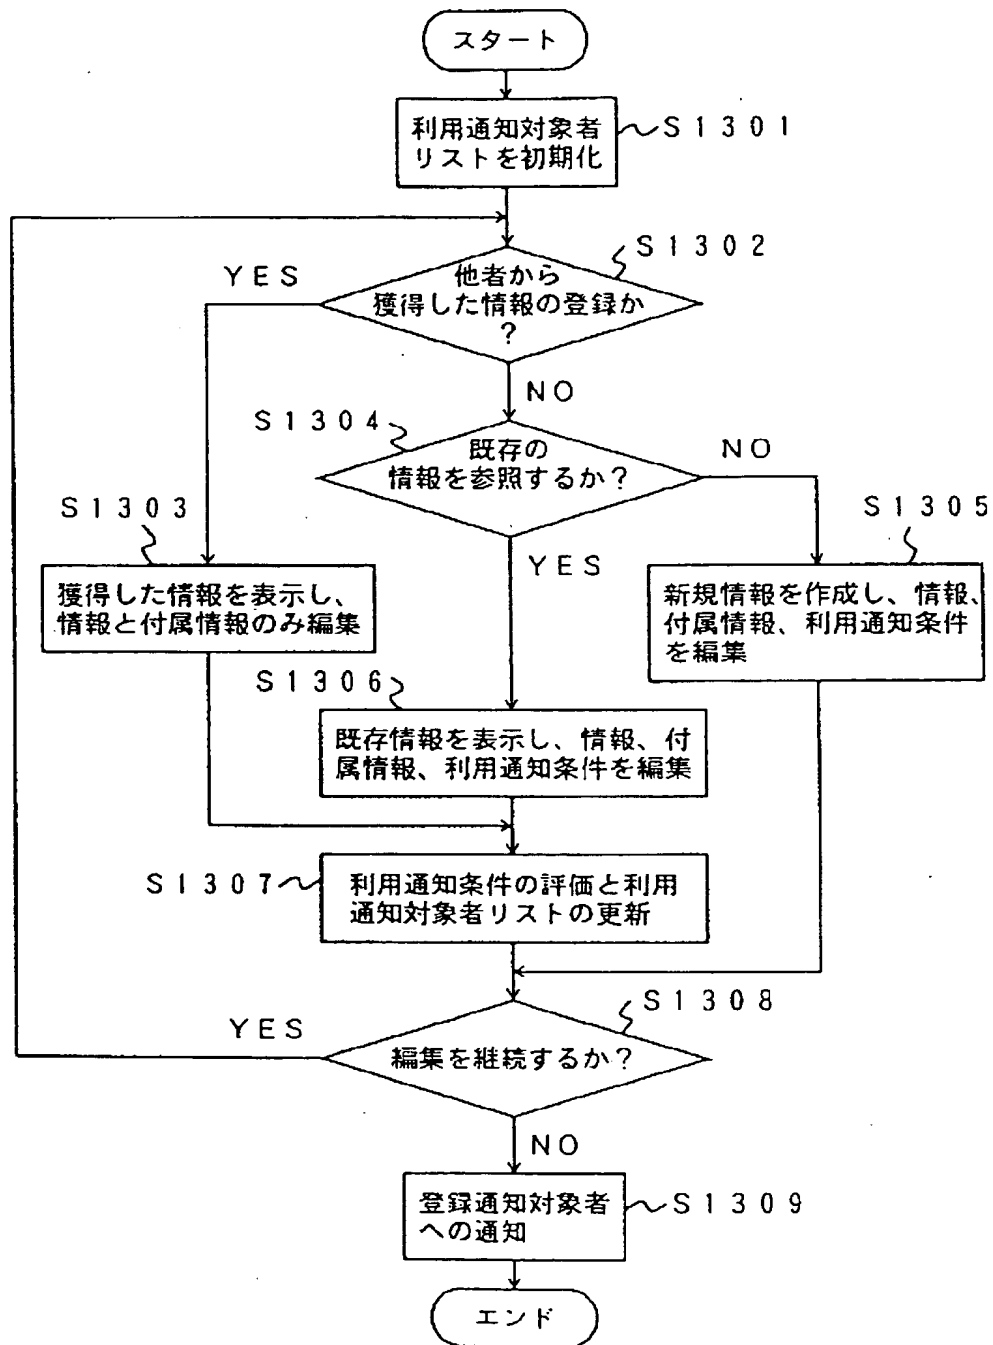 スタート
利用通知対象者
リストを初期化
S1301
S1302
他者から
獲得した情報の登録か
?
YES
NO
S1304
既存の
情報を参照するか?
NO
YES
S1303
獲得した情報を表示し、
情報と付属情報のみ編集
S1305
新規情報を作成し、情報、
付属情報、利用通知条件
を編集
S1306
既存情報を表示し、情報、付
属情報、利用通知条件を編集
S1307
利用通知条件の評価と利用
通知対象者リストの更新
S1308
編集を継続するか?
YES
NO
登録通知対象者
への通知
S1309
エンド